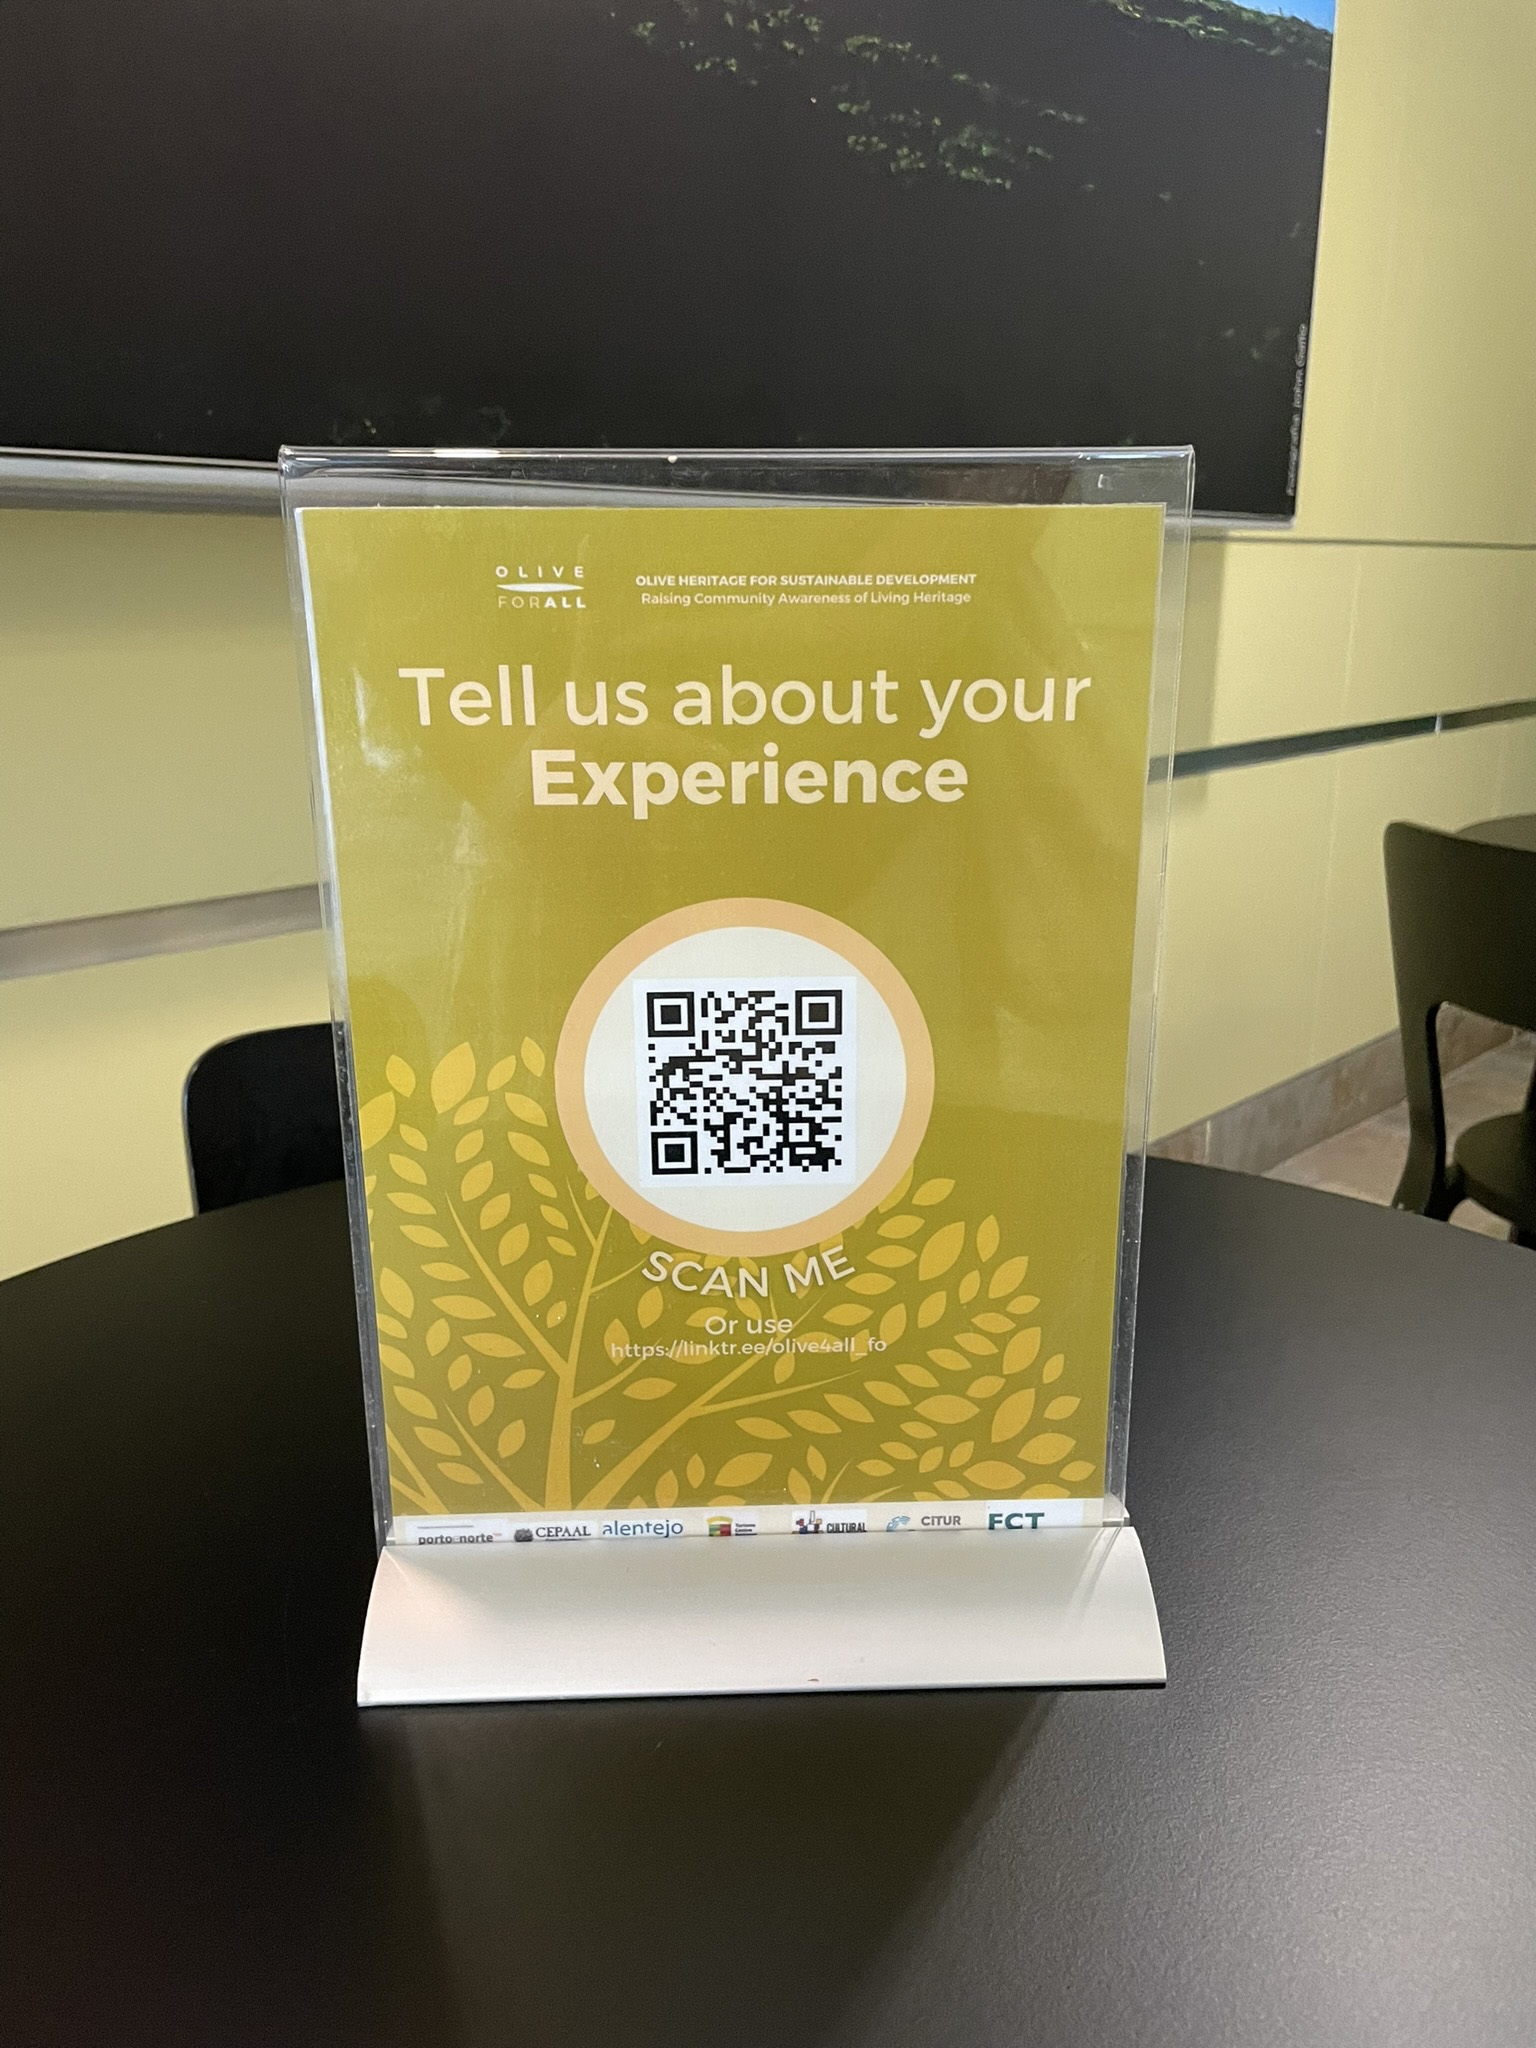 OLIVE
FORALL
OLIVE HERITAGE FOR SUSTAINABLE DEVELOPMENT
Raising Community Awareness of Living Heritage
Tell us about your
Experience
SCAN ME
Or use
https://linktr.ee/olive4all_fo
porto norte
CEPAAL
alentejo
CULTURAL
CITUR
FCT